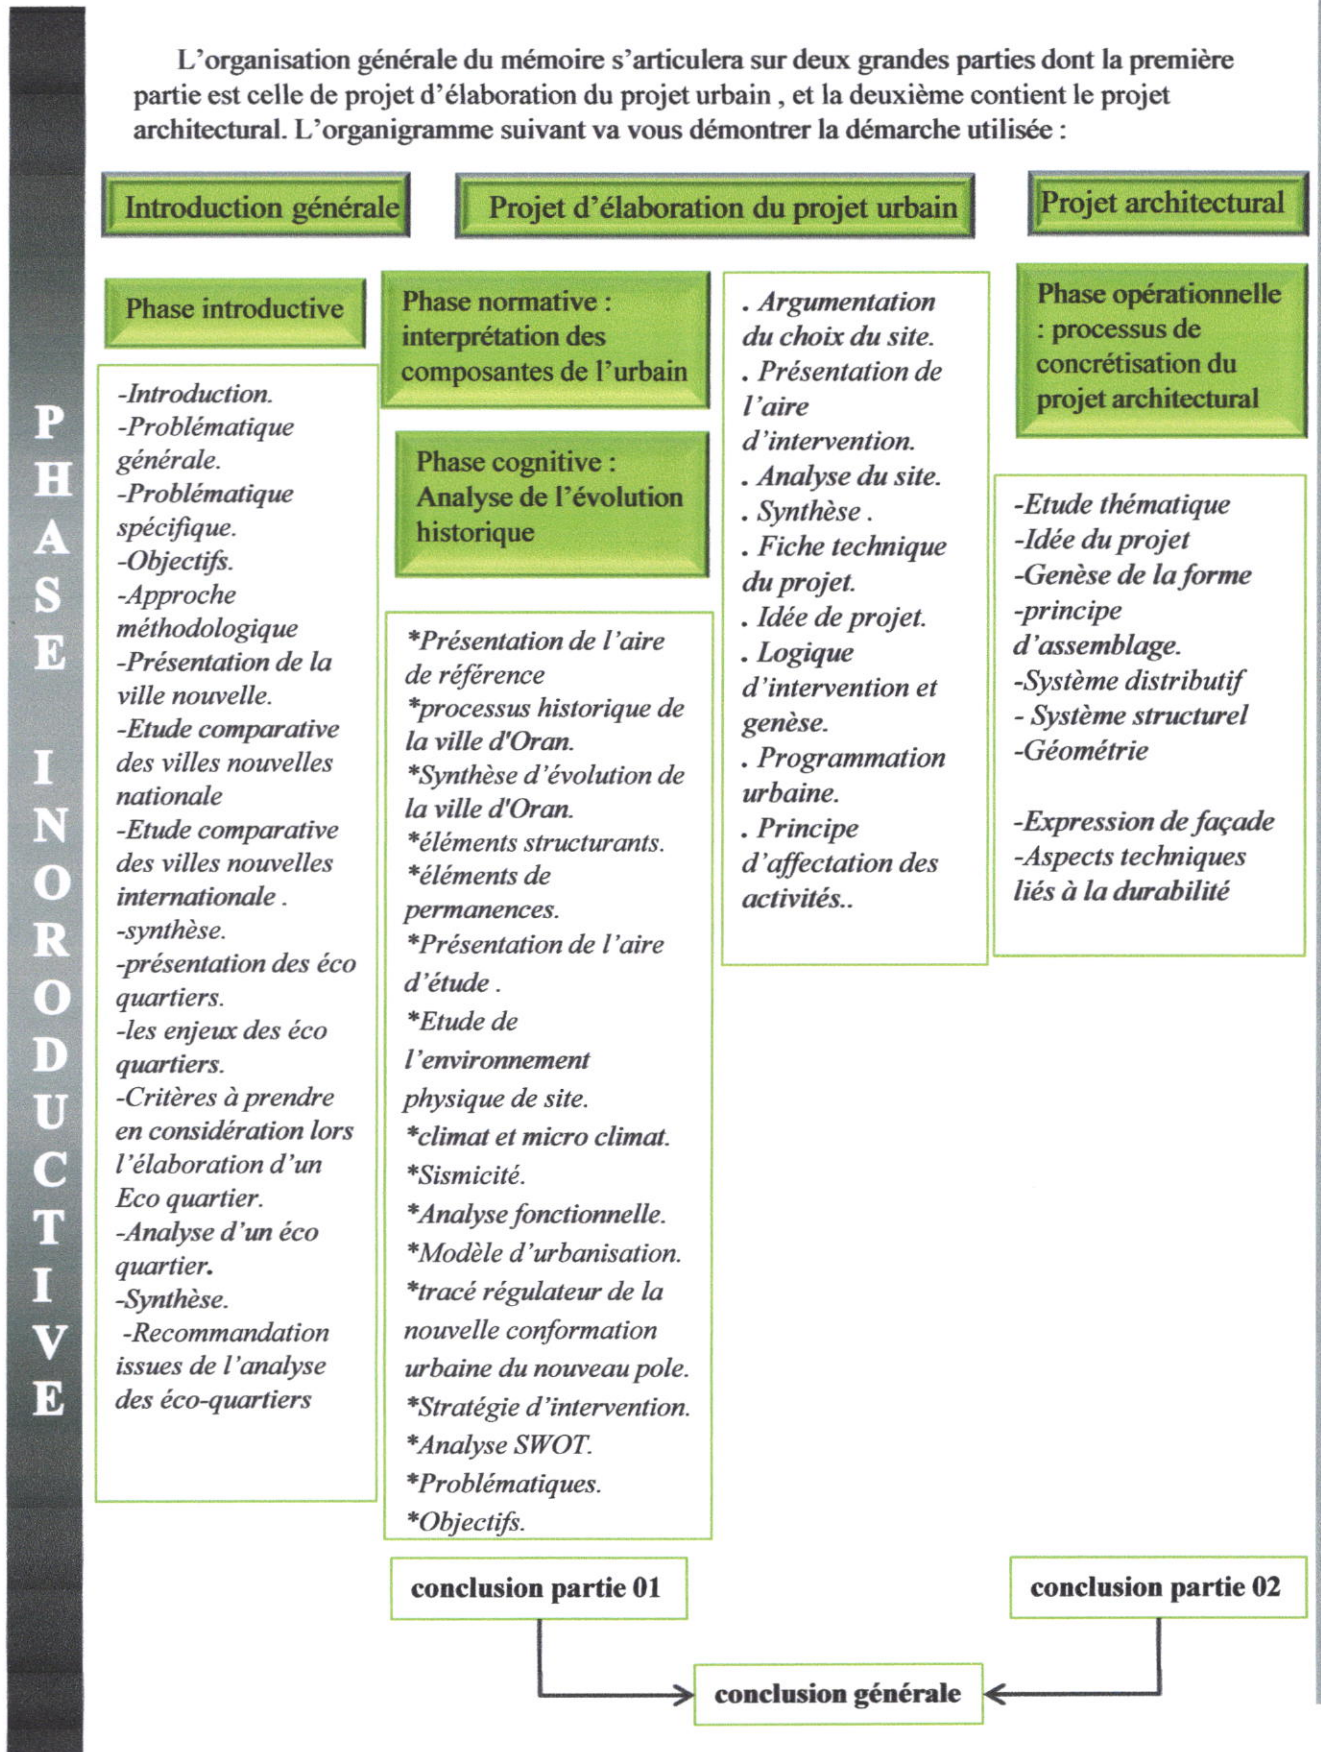 L'organisation générale du mémoire s'articulera sur deux grandes parties dont la première
partie est celle de projet d'élaboration du projet urbain , et la deuxième contient le projet
architectural. L'organigramme suivant va vous démontrer la démarche utilisée :
PHASE INORODUCTIVE
Introduction générale
Phase introductive
-Introduction.
-Problématique
générale.
-Problématique
spécifique.
-Objectifs.
-Approche
méthodologique
-Présentation de la
ville nouvelle.
-Etude comparative
des villes nouvelles
nationale
-Etude comparative
des villes nouvelles
internationale .
-synthèse.
-présentation des éco
quartiers.
-les enjeux des éco
quartiers.
-Critères à prendre
en considération lors
l'élaboration d'un
Eco quartier.
-Analyse d'un éco
quartier.
-Synthèse.
-Recommandation
issues de l'analyse
des éco-quartiers
Projet d'élaboration du projet urbain
Phase normative :
interprétation des
composantes de l'urbain
Phase cognitive :
Analyse de l'évolution
historique
*Présentation de l'aire
de référence
*processus historique de
la ville d'Oran.
*Synthèse d'évolution de
la ville d'Oran.
*éléments structurants.
*éléments de
permanences.
*Présentation de l'aire
d'étude .
*Etude de
l'environnement
physique de site.
*climat et micro climat.
*Sismicité.
*Analyse fonctionnelle.
*Modèle d'urbanisation.
*tracé régulateur de la
nouvelle conformation
urbaine du nouveau pole.
*Stratégie d'intervention.
*Analyse SWOT.
*Problématiques.
*Objectifs.
. Argumentation
du choix du site.
. Présentation de
l'aire
d'intervention.
. Analyse du site.
. Synthèse .
. Fiche technique
du projet.
. Idée de projet.
. Logique
d'intervention et
genèse.
. Programmation
urbaine.
. Principe
d'affectation des
activités..
Projet architectural
Phase opérationnelle
: processus de
concrétisation du
projet architectural
-Etude thématique
-Idée du projet
-Genèse de la forme
-principe
d'assemblage.
-Système distributif
- Système structurel
-Géométrie
-Expression de façade
-Aspects techniques
liés à la durabilité
conclusion partie 01
conclusion partie 02
conclusion générale